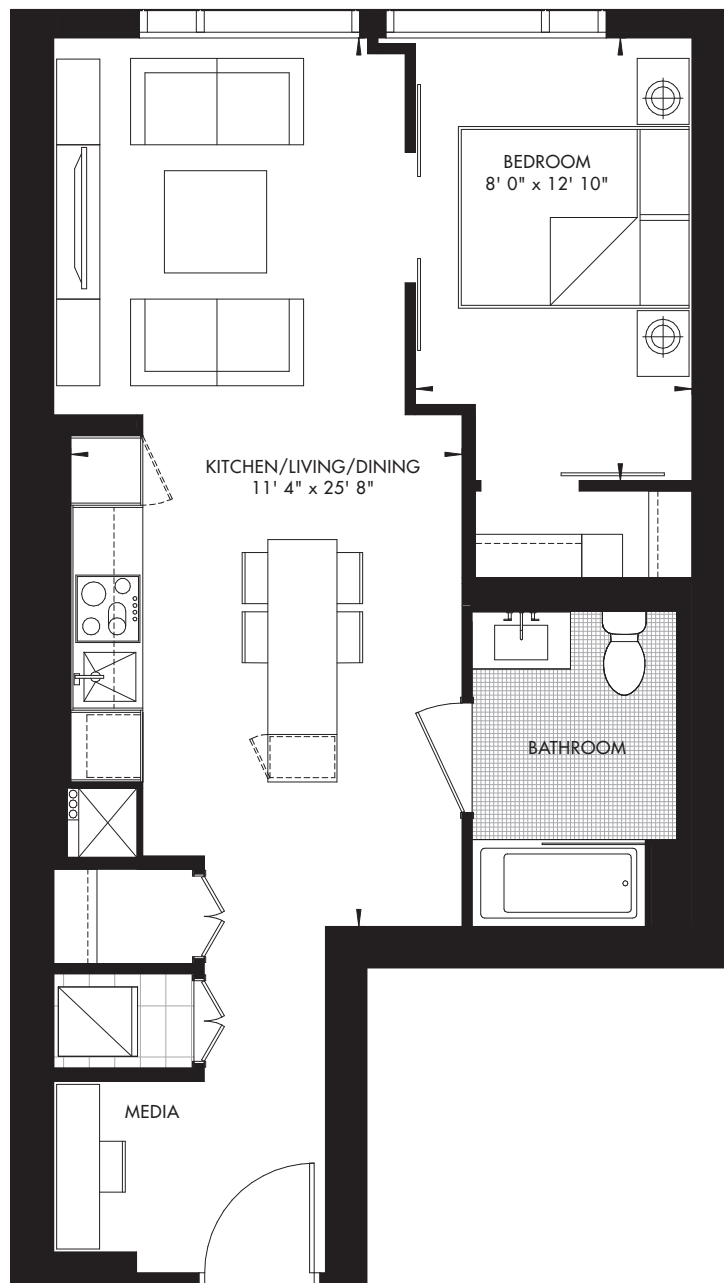 BEDROOM
8' 0" x 12' 10"
KITCHEN/LIVING/DINING
11' 4" x 25' 8"
BATHROOM
MEDIA